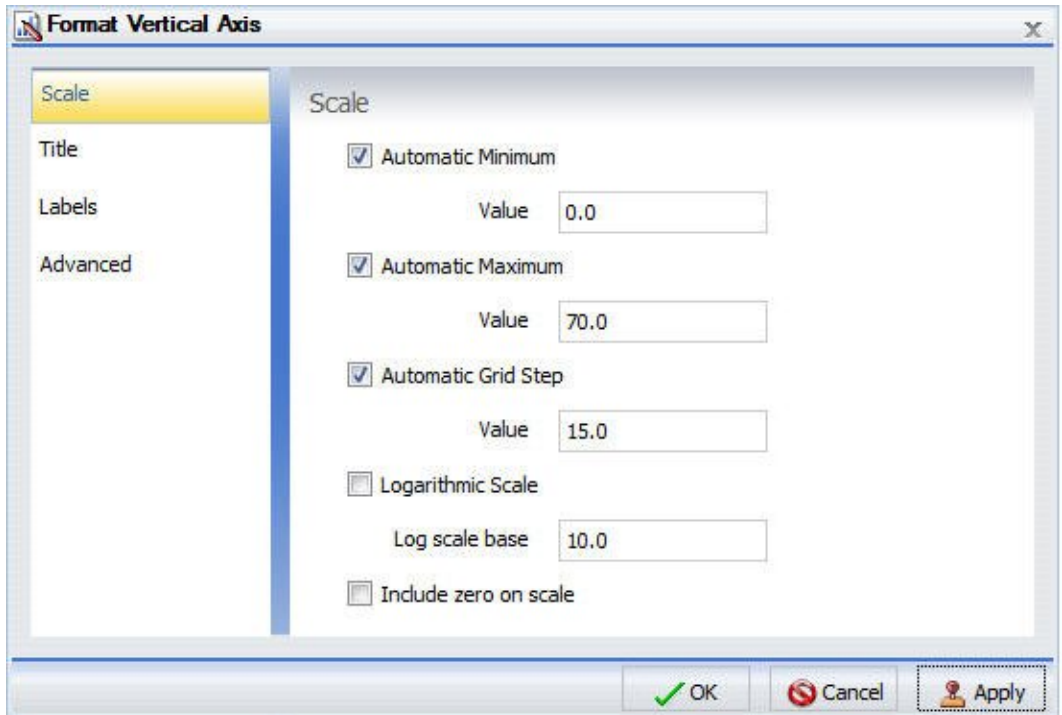 Format Vertical Axis
x
Scale
Title
Labels
Advanced
Scale
Automatic Minimum
Value 0.0
Automatic Maximum
Value 70.0
Automatic Grid Step
Value 15.0
Logarithmic Scale
Log scale base 10.0
Include zero on scale
OK Cancel Apply